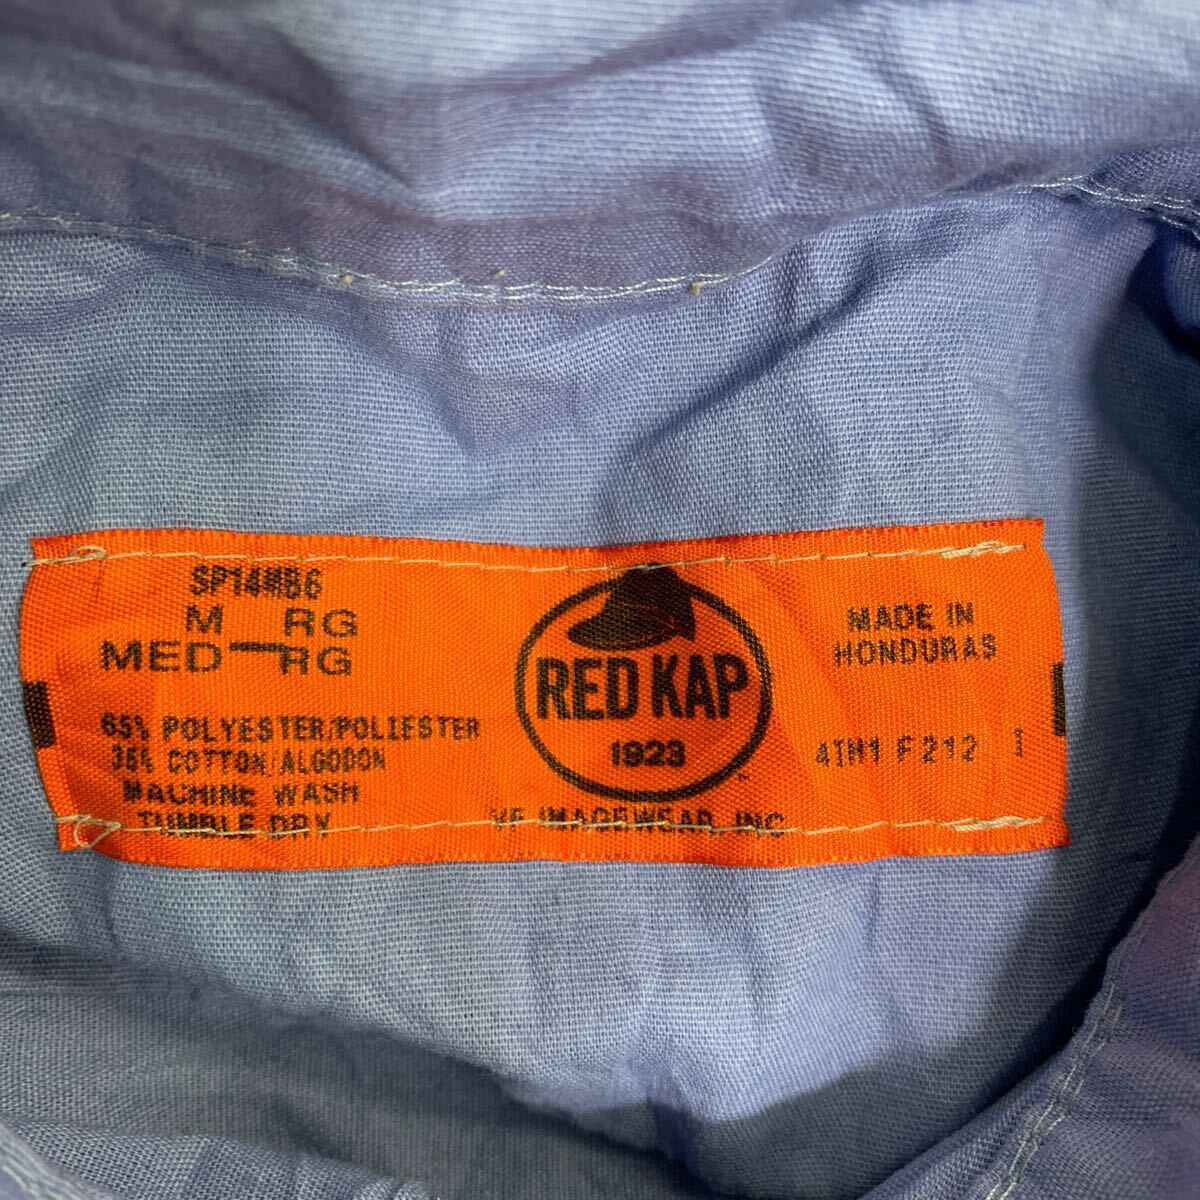 SP14MB6
M RG
MED - RG
65% POLYESTER/POLIESTER
35% COTTON/ALGODON
MACHINE WASH
TUMBLE DRY
RED KAP
1923
VF IMAGEWEAR, INC
MADE IN
HONDURAS
4TH1 F212 I